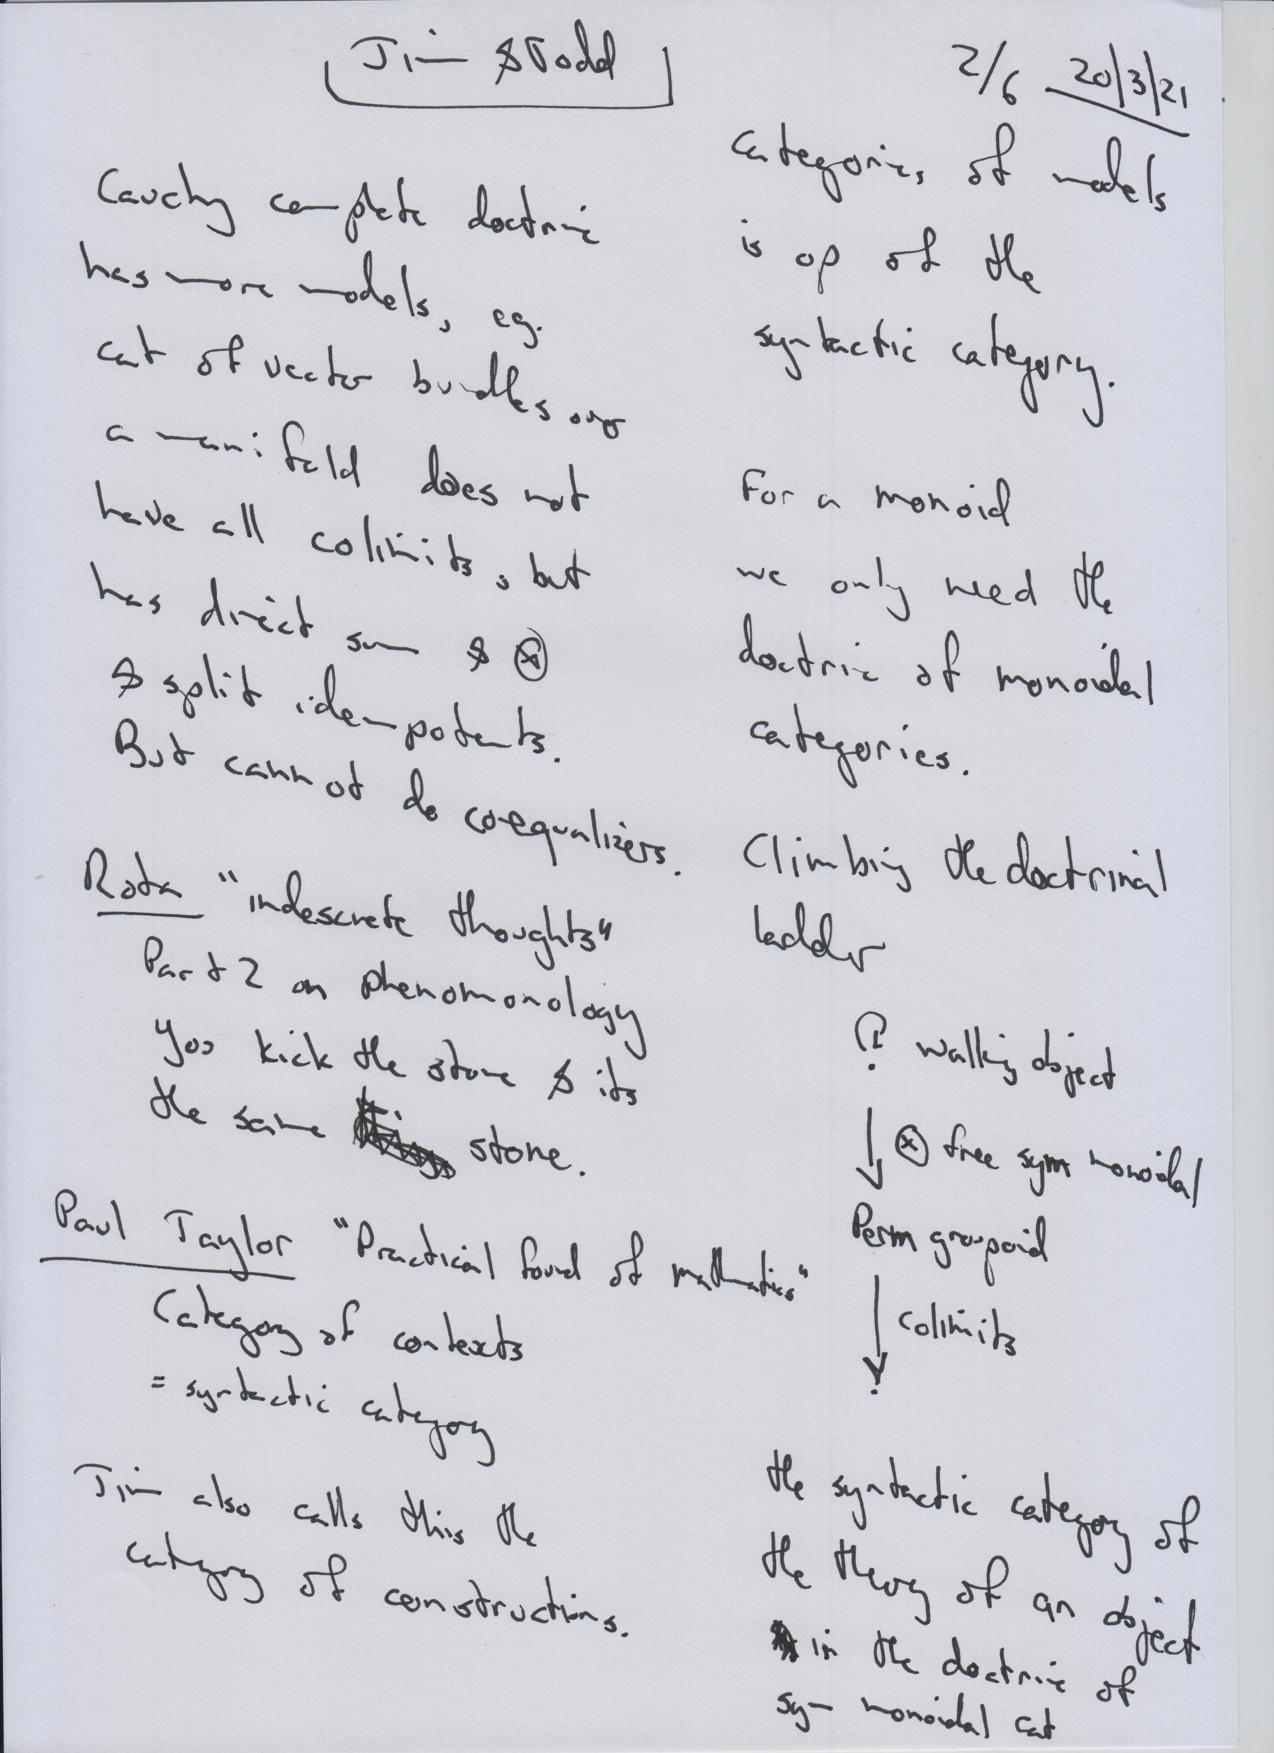 Jim & Todd
2/6 20/3/21
Cauchy complete doctrine
has more models, eg.
cat of vector bundles over
a manifold does not
have all colimits, but
has direct sum & ⊗
& split idempotents.
But cannot do coequalizers.
Rota "indescrete thoughts"
Part 2 on phenomonology
You kick the stone & its
the same stone.
Paul Taylor "Practical found of mathematics"
Category of contexts
= syntactic category
Jim also calls this the
category of constructions.
categories of models
is op of the
syntactic category.
For a monoid
we only need the
doctrine of monoidal
categories.
Climbing the doctrinal
ladder
walking object
↓ ⊗ free sym monoidal
Perm groupoid
↓ colimits
the syntactic category of
the theory of an object
in the doctrine of
sym monoidal cat